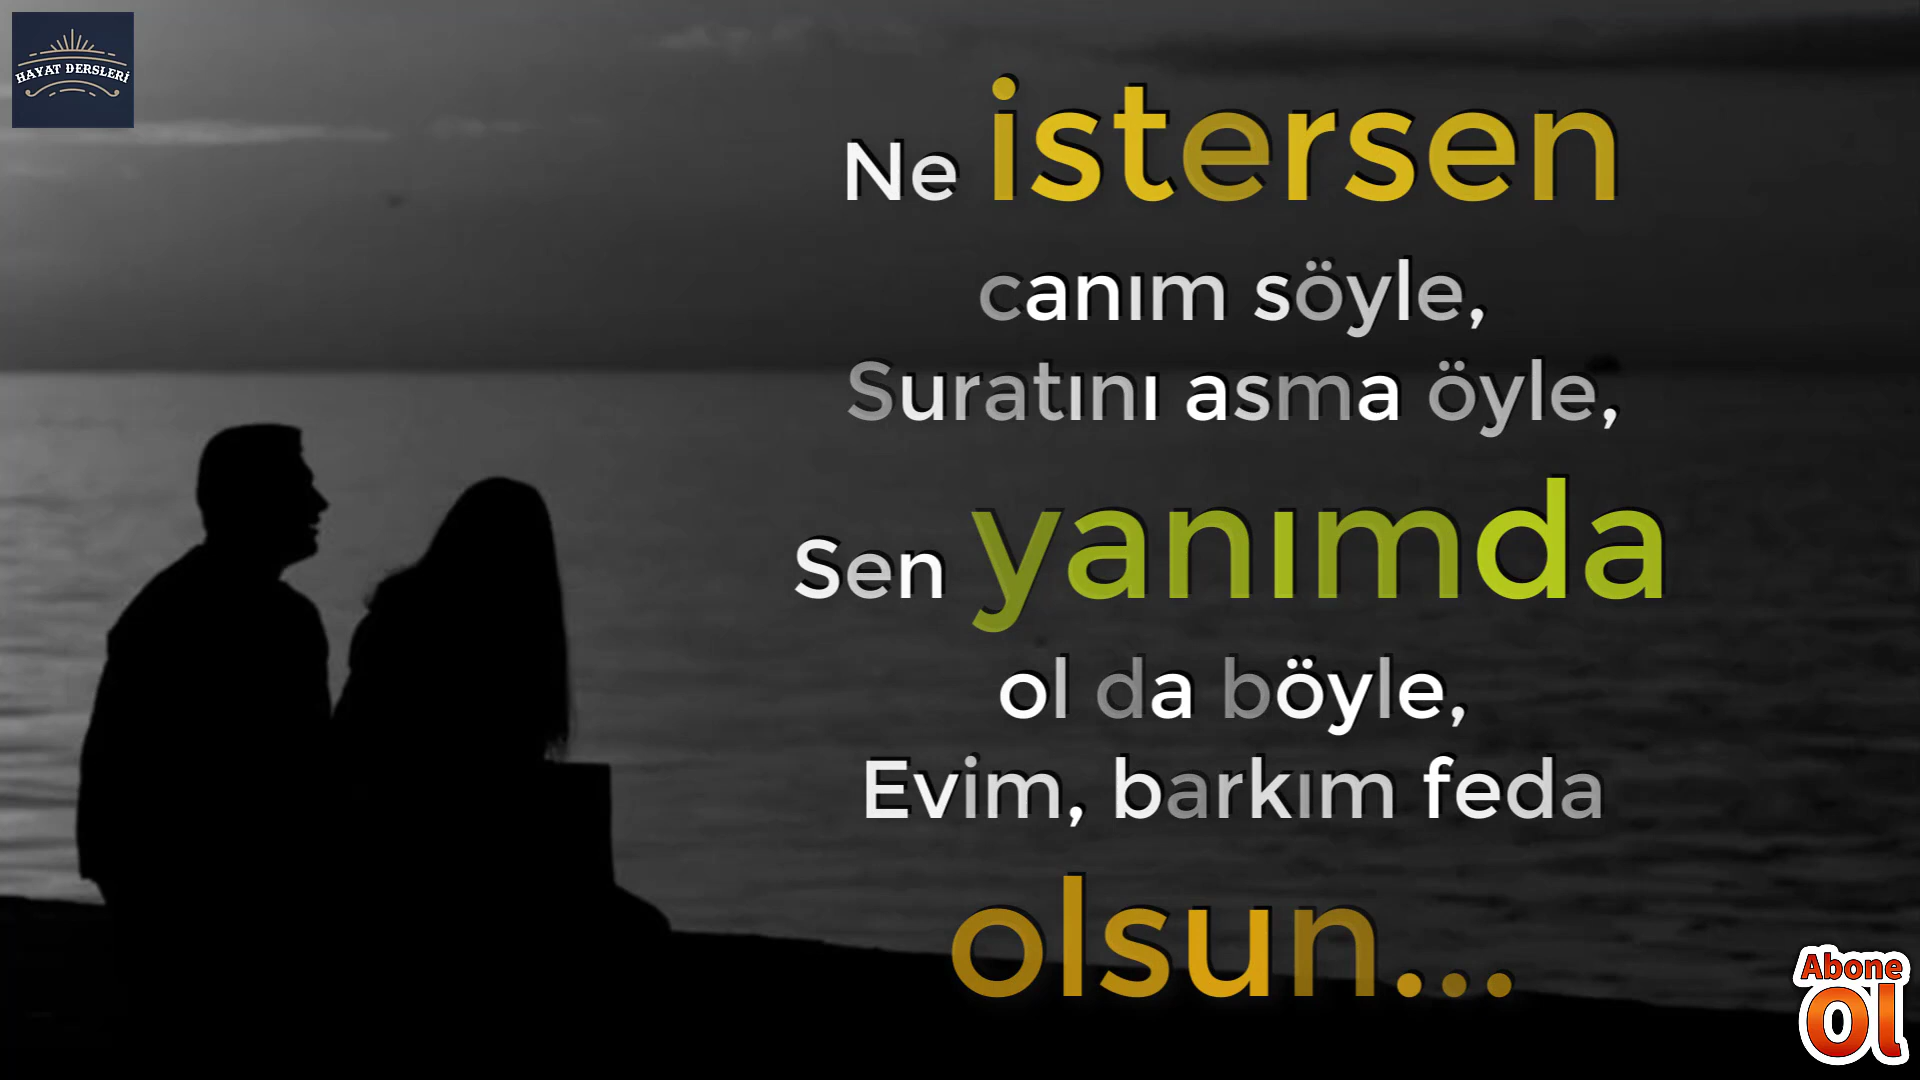 HAYAT DERSLERİ
Ne istersen
canım söyle,
Suratını asma öyle,
Sen yanımda
ol da böyle,
Evim, barkım feda
olsun...
Abone
Ol